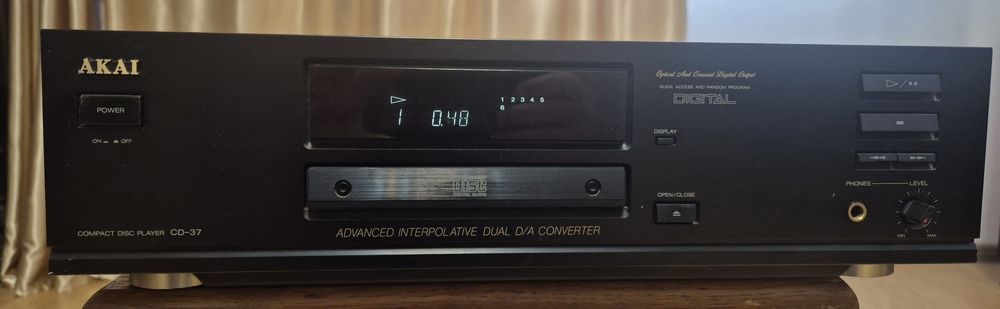 AKAI
POWER
ON OFF
COMPACT DISC PLAYER CD-37
1 0.48
1 2 3 4 5
6
DISC
DIGITAL AUDIO
ADVANCED INTERPOLATIVE DUAL D/A CONVERTER
Optical And Coaxial Digital Output
QUICK ACCESS AND RANDOM PROGRAM
DIGITAL
DISPLAY
OPEN/CLOSE
PHONES LEVEL
MIN MAX